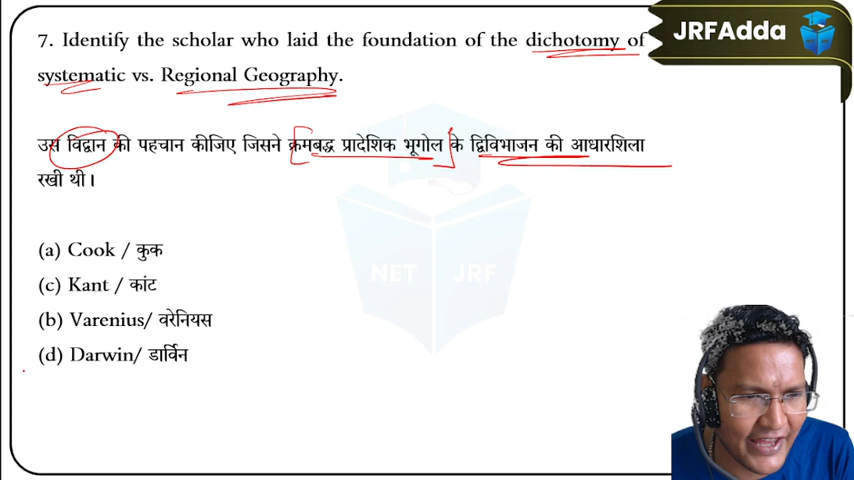 JRFAdda
7. Identify the scholar who laid the foundation of the dichotomy of
systematic vs. Regional Geography.
उस विद्वान की पहचान कीजिए जिसने क्रमबद्ध प्रादेशिक भूगोल के द्विविभाजन की आधारशिला
रखी थी।
(a) Cook / कुक
(c) Kant / कांट
(b) Varenius/ वरेनियस
(d) Darwin/ डार्विन
NET JRF